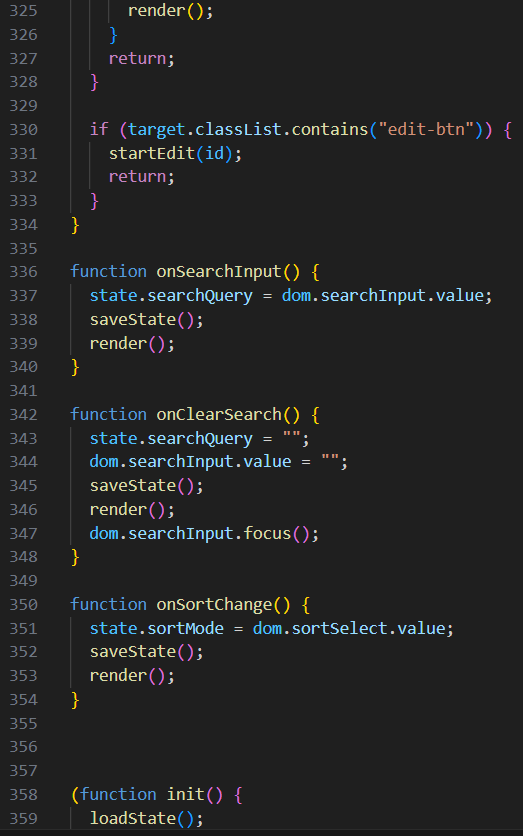 325 render();
326 }
327 return;
328 }
329
330 if (target.classList.contains("edit-btn")) {
331 startEdit(id);
332 return;
333 }
334 }
335
336 function onSearchInput() {
337 state.searchQuery = dom.searchInput.value;
338 saveState();
339 render();
340 }
341
342 function onClearSearch() {
343 state.searchQuery = "";
344 dom.searchInput.value = "";
345 saveState();
346 render();
347 dom.searchInput.focus();
348 }
349
350 function onSortChange() {
351 state.sortMode = dom.sortSelect.value;
352 saveState();
353 render();
354 }
355
356
357
358 (function init() {
359 loadState();